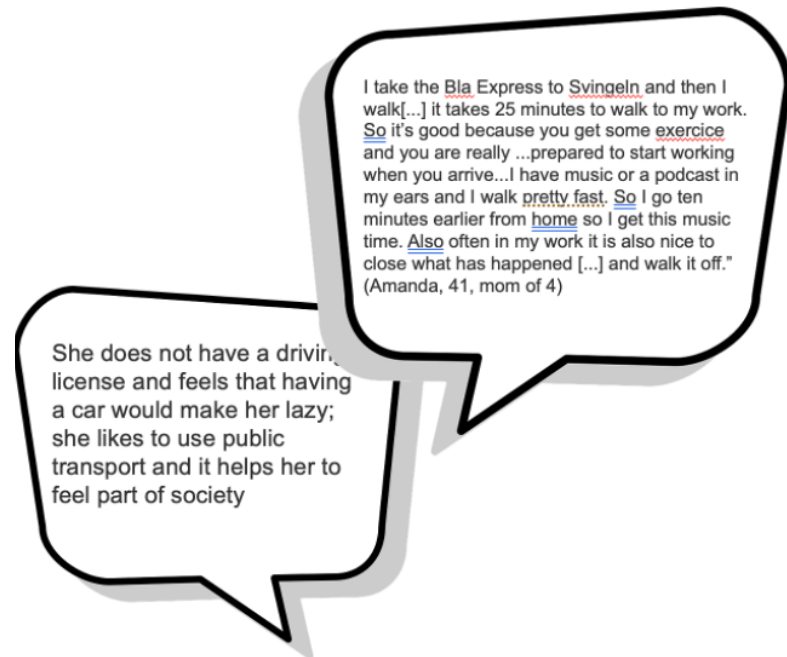 I take the Bla Express to Svingeln and then I
walk[...] it takes 25 minutes to walk to my work.
So it's good because you get some exercice
and you are really ...prepared to start working
when you arrive...I have music or a podcast in
my ears and I walk pretty fast. So I go ten
minutes earlier from home so I get this music
time. Also often in my work it is also nice to
close what has happened [...] and walk it off.”
(Amanda, 41, mom of 4)
She does not have a driving
license and feels that having
a car would make her lazy;
she likes to use public
transport and it helps her to
feel part of society